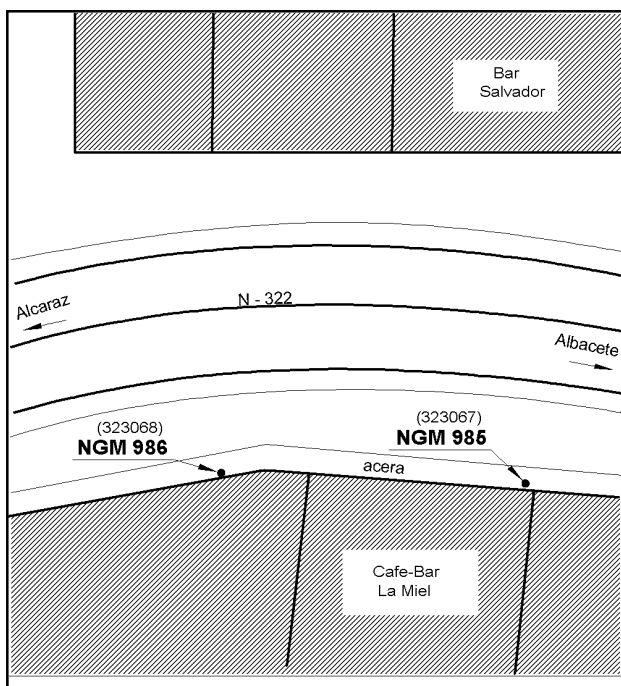 Bar
Salvador
N - 322
Alcaraz
Albacete
(323068)
NGM 986
(323067)
NGM 985
acera
Cafe-Bar
La Miel